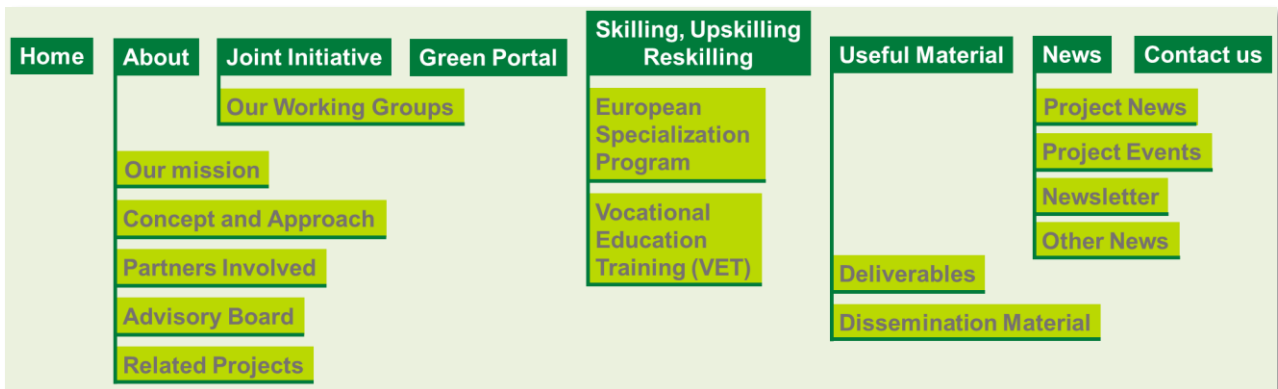 Home
About
Joint Initiative
Our Working Groups
Our mission
Concept and Approach
Partners Involved
Advisory Board
Related Projects
Green Portal
Skilling, Upskilling
Reskilling
European
Specialization
Program
Vocational
Education
Training (VET)
Useful Material
Deliverables
Dissemination Material
News
Project News
Project Events
Newsletter
Other News
Contact us